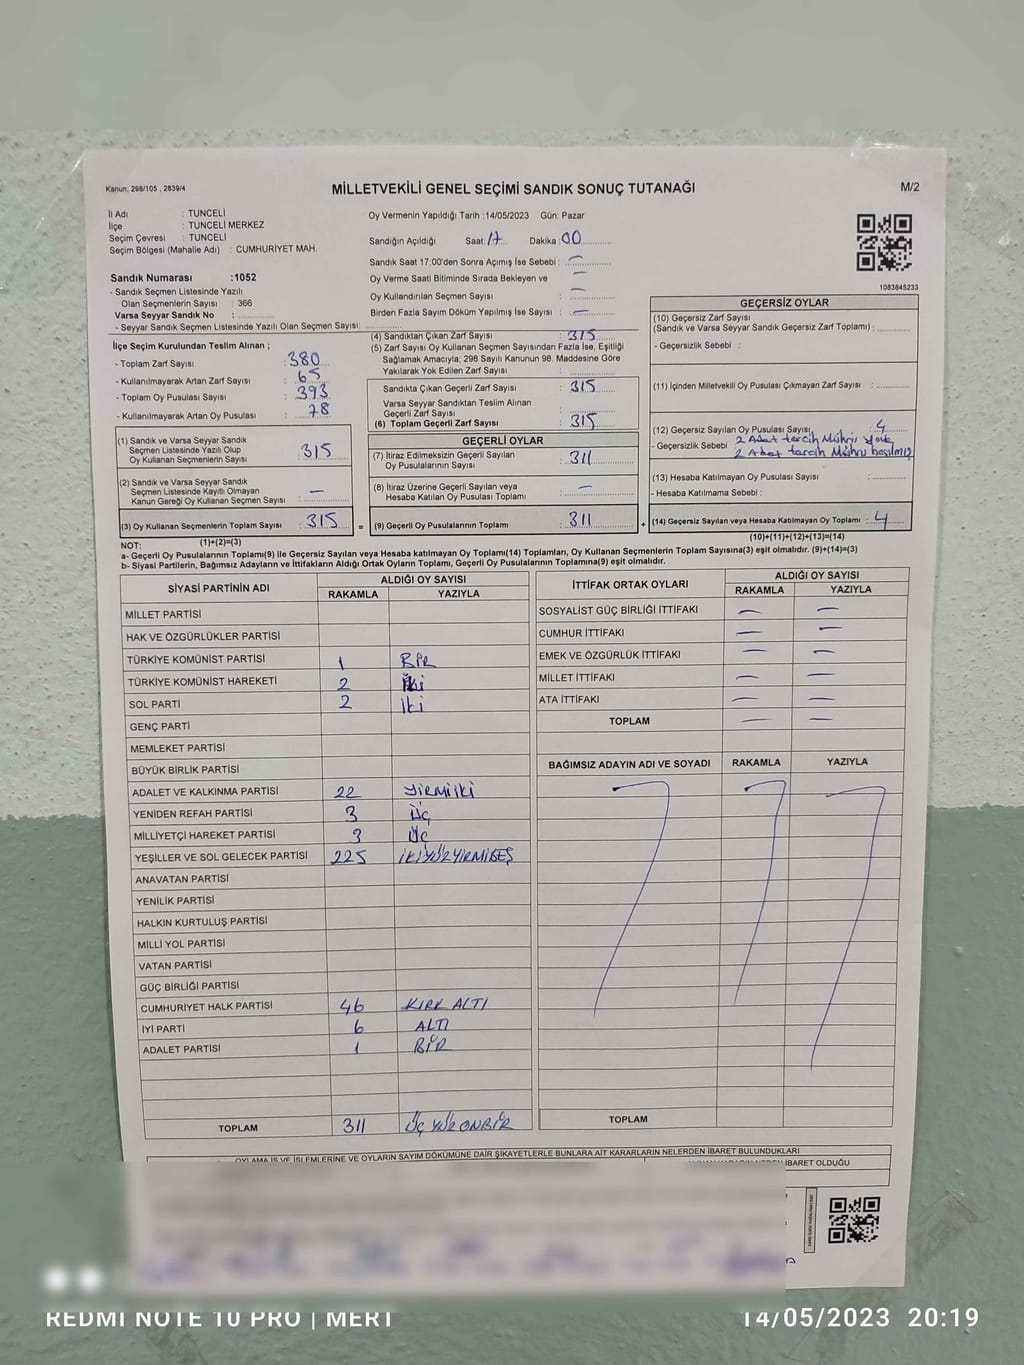 Kanun: 298/105 , 2839/4
MİLLETVEKİLİ GENEL SEÇİMİ SANDIK SONUÇ TUTANAĞI
M/2
İl Adı : TUNCELİ
İlçe : TUNCELİ MERKEZ
Seçim Çevresi : TUNCELİ
Seçim Bölgesi (Mahalle Adı) : CUMHURİYET MAH.
Sandık Numarası :1052
- Sandık Seçmen Listesinde Yazılı
Olan Seçmenlerin Sayısı : 366
Varsa Seyyar Sandık No :
- Seyyar Sandık Seçmen Listesinde Yazılı Olan Seçmen Sayısı:
İlçe Seçim Kurulundan Teslim Alınan ;
- Toplam Zarf Sayısı : 380
- Kullanılmayarak Artan Zarf Sayısı : 65
- Toplam Oy Pusulası Sayısı : 393
- Kullanılmayarak Artan Oy Pusulası : 78
(1) Sandık ve Varsa Seyyar Sandık
Seçmen Listesinde Yazılı Olup
Oy Kullanan Seçmenlerin Sayısı : 315
(2) Sandık ve Varsa Seyyar Sandık
Seçmen Listesinde Kayıtlı Olmayan
Kanun Gereği Oy Kullanan Seçmen Sayısı : —
(3) Oy Kullanan Seçmenlerin Toplam Sayısı : 315
(1)+(2)=(3)
Oy Vermenin Yapıldığı Tarih :14/05/2023 Gün: Pazar
Sandığın Açıldığı Saat: 17 Dakika: 00
Sandık Saat 17:00'den Sonra Açılmış İse Sebebi : —
Oy Verme Saati Bitiminde Sırada Bekleyen ve —
Oy Kullandırılan Seçmen Sayısı : —
Birden Fazla Sayım Döküm Yapılmış İse Sayısı : —
(4) Sandıktan Çıkan Zarf Sayısı : 315
(5) Zarf Sayısı Oy Kullanan Seçmen Sayısından Fazla İse, Eşitliği
Sağlamak Amacıyla; 298 Sayılı Kanunun 98. Maddesine Göre
Yakılarak Yok Edilen Zarf Sayısı :
Sandıkta Çıkan Geçerli Zarf Sayısı : 315
Varsa Seyyar Sandıktan Teslim Alınan
Geçerli Zarf Sayısı :
(6) Toplam Geçerli Zarf Sayısı : 315
GEÇERLİ OYLAR
(7) İtiraz Edilmeksizin Geçerli Sayılan
Oy Pusulalarının Sayısı : 311
(8) İtiraz Üzerine Geçerli Sayılan veya
Hesaba Katılan Oy Pusulası Toplamı : —
= (9) Geçerli Oy Pusulalarının Toplamı : 311 +
1083845233
GEÇERSİZ OYLAR
(10) Geçersiz Zarf Sayısı
(Sandık ve Varsa Seyyar Sandık Geçersiz Zarf Toplamı) :
- Geçersizlik Sebebi :
(11) İçinden Milletvekili Oy Pusulası Çıkmayan Zarf Sayısı :
(12) Geçersiz Sayılan Oy Pusulası Sayısı : 4
- Geçersizlik Sebebi : 2 Adet tercih Mührü yok
2 Adet tercih Mührü basılmış
(13) Hesaba Katılmayan Oy Pusulası Sayısı :
- Hesaba Katılmama Sebebi :
(14) Geçersiz Sayılan veya Hesaba Katılmayan Oy Toplamı : 4
(10)+(11)+(12)+(13)=(14)
NOT:
a- Geçerli Oy Pusulalarının Toplamı(9) ile Geçersiz Sayılan veya Hesaba katılmayan Oy Toplamı(14) Toplamları, Oy Kullanan Seçmenlerin Toplam Sayısına(3) eşit olmalıdır. (9)+(14)=(3)
b- Siyasi Partilerin, Bağımsız Adayların ve İttifakların Aldığı Ortak Oyların Toplamı, Geçerli Oy Pusulalarının Toplamına(9) eşit olmalıdır.
SİYASİ PARTİNİN ADI ALDIĞI OY SAYISI
RAKAMLA YAZIYLA
MİLLET PARTİSİ
HAK VE ÖZGÜRLÜKLER PARTİSİ
TÜRKİYE KOMÜNİST PARTİSİ 1 BİR
TÜRKİYE KOMÜNİST HAREKETİ 2 İki
SOL PARTİ 2 İki
GENÇ PARTİ
MEMLEKET PARTİSİ
BÜYÜK BİRLİK PARTİSİ
ADALET VE KALKINMA PARTİSİ 22 yirmiiki
YENİDEN REFAH PARTİSİ 3 üç
MİLLİYETÇİ HAREKET PARTİSİ 3 üç
YEŞİLLER VE SOL GELECEK PARTİSİ 225 İKİYÜZYİRMİBEŞ
ANAVATAN PARTİSİ
YENİLİK PARTİSİ
HALKIN KURTULUŞ PARTİSİ
MİLLİ YOL PARTİSİ
VATAN PARTİSİ
GÜÇ BİRLİĞİ PARTİSİ
CUMHURİYET HALK PARTİSİ 46 KIRK ALTI
İYİ PARTİ 6 ALTI
ADALET PARTİSİ 1 BİR
TOPLAM 311 ÜÇ YÜZ ONBİR
İTTİFAK ORTAK OYLARI ALDIĞI OY SAYISI
RAKAMLA YAZIYLA
SOSYALİST GÜÇ BİRLİĞİ İTTİFAKI — —
CUMHUR İTTİFAKI — —
EMEK VE ÖZGÜRLÜK İTTİFAKI — —
MİLLET İTTİFAKI — —
ATA İTTİFAKI — —
TOPLAM — —
BAĞIMSIZ ADAYIN ADI VE SOYADI RAKAMLA YAZIYLA
TOPLAM
OYLAMA İŞ VE İŞLEMLERİNE VE OYLARIN SAYIM DÖKÜMÜNE DAİR ŞİKAYETLERLE BUNLARA AİT KARARLARIN NELERDEN İBARET BULUNDUKLARI
İBARET OLDUĞU
REDMI NOTE 10 PRO | MERT
14/05/2023 20:19